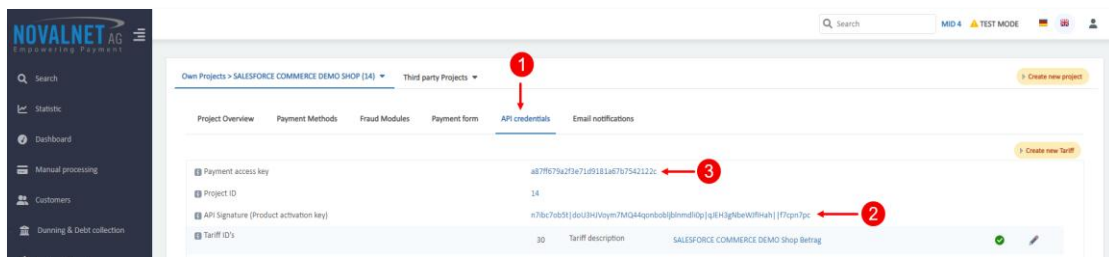 NOVALNET AG
Empowering Payment
Search
MID 4 TEST MODE
Search
Own Projects > SALESFORCE COMMERCE DEMO SHOP (14) Third party Projects
1
Create new project
Statistic
Project Overview Payment Methods Fraud Modules Payment form API credentials Email notifications
Dashboard
Create new Tariff
Manual processing
Payment access key a87ff679a2f3e71d9181a67b7542122c 3
Project ID 14
Customers
API Signature (Product activation key) 2
Dunning & Debt collection
Tariff ID's 30 Tariff description SALESFORCE COMMERCE DEMO Shop Betrag